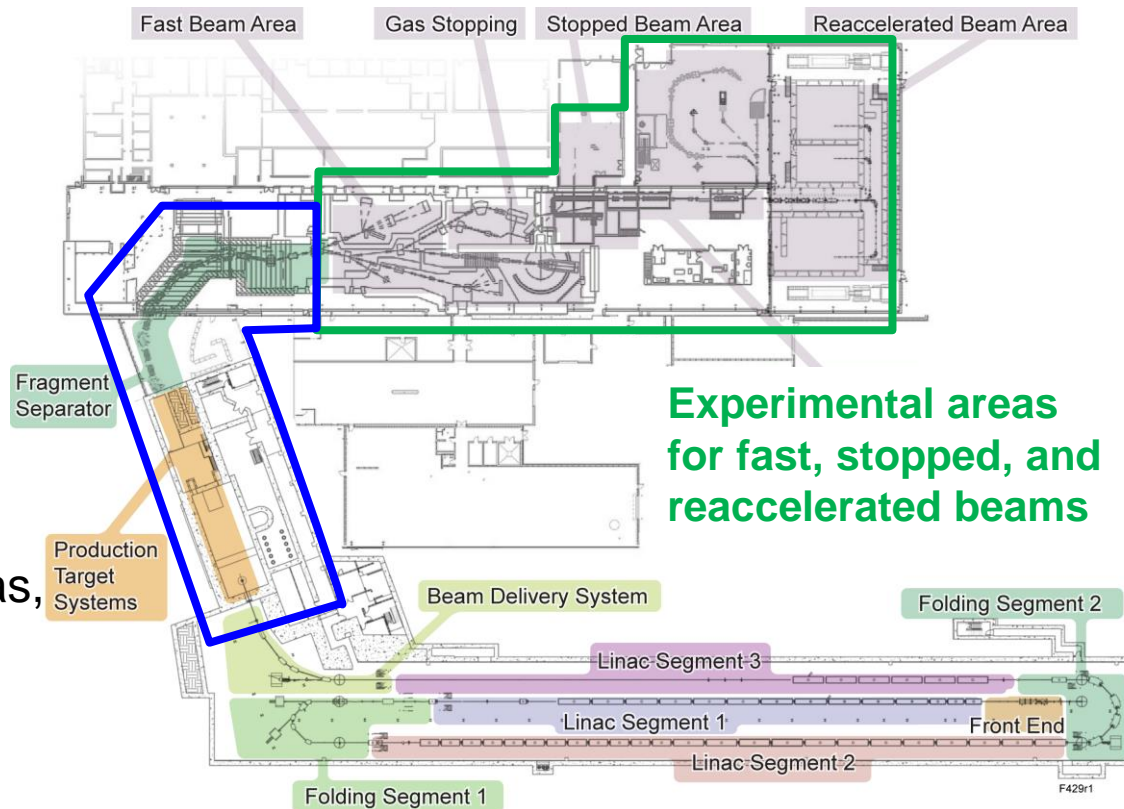 Fast Beam Area
Gas Stopping
Stopped Beam Area
Reaccelerated Beam Area
Fragment
Separator
Experimental areas
for fast, stopped, and
reaccelerated beams
Production
Target
Systems
as,
Beam Delivery System
Folding Segment 2
Linac Segment 3
Linac Segment 1
Front End
Linac Segment 2
Folding Segment 1
F429r1